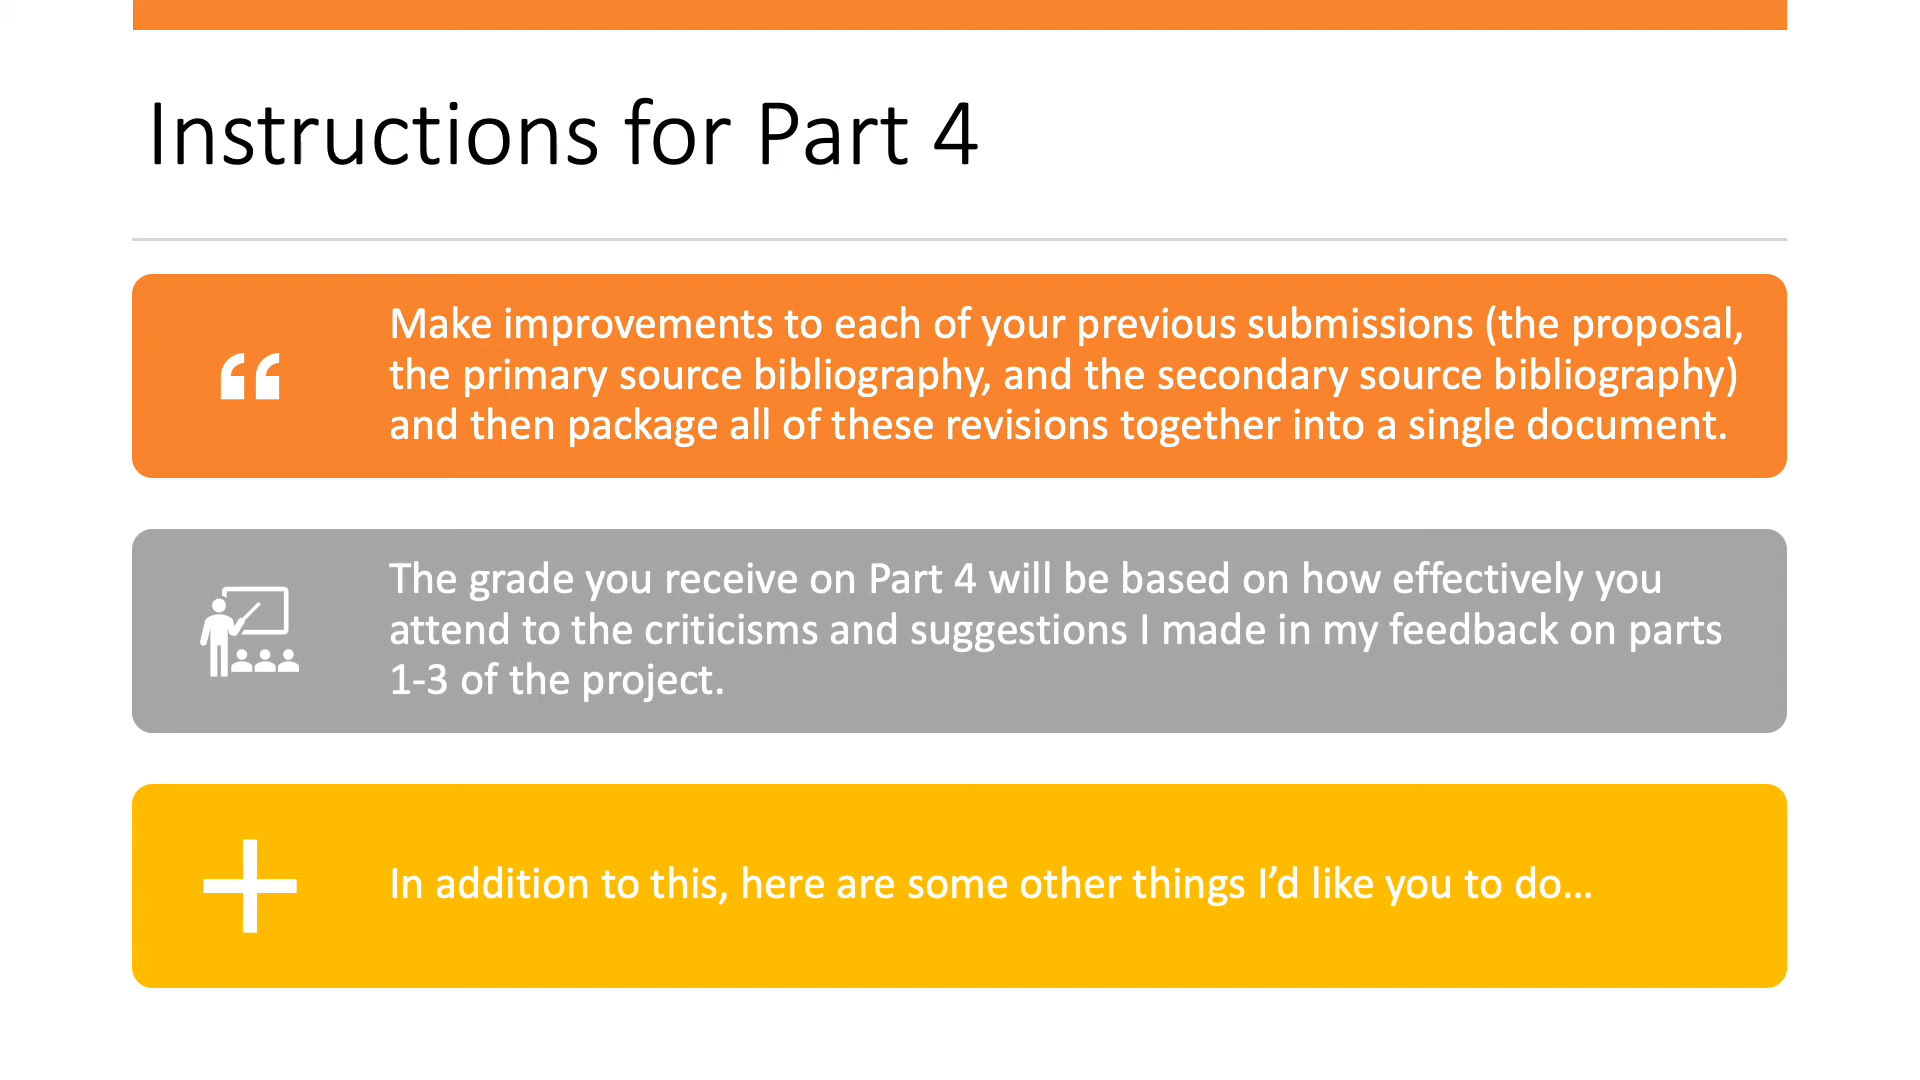 Instructions for Part 4
Make improvements to each of your previous submissions (the proposal,
the primary source bibliography, and the secondary source bibliography)
and then package all of these revisions together into a single document.
The grade you receive on Part 4 will be based on how effectively you
attend to the criticisms and suggestions I made in my feedback on parts
1-3 of the project.
In addition to this, here are some other things I’d like you to do…